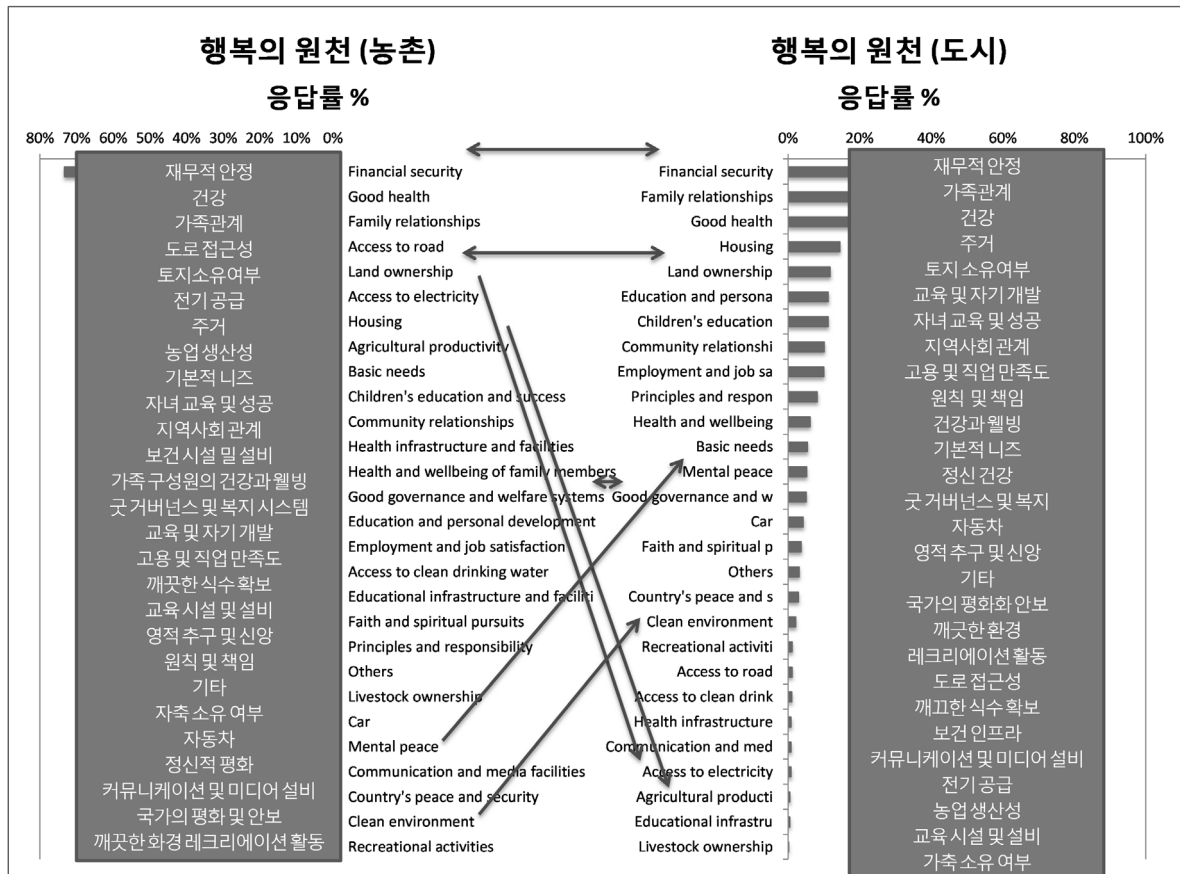 행복의 원천 (농촌)
응답률 %
80% 70% 60% 50% 40% 30% 20% 10% 0%
재무적 안정
건강
가족관계
도로 접근성
토지소유여부
전기 공급
주거
농업 생산성
기본적 니즈
자녀 교육 및 성공
지역사회 관계
보건 시설 밀 설비
가족 구성원의 건강과 웰빙
굿 거버넌스 및 복지 시스템
교육 및 자기 개발
고용 및 직업 만족도
깨끗한 식수 확보
교육 시설 및 설비
영적 추구 및 신앙
원칙 및 책임
기타
자축 소유 여부
자동차
정신적 평화
커뮤니케이션 및 미디어 설비
국가의 평화 및 안보
깨끗한 화경 레크리에이션 활동
Financial security
Good health
Family relationships
Access to road
Land ownership
Access to electricity
Housing
Agricultural productivity
Basic needs
Children's education and success
Community relationships
Health infrastructure and facilities
Health and wellbeing of family members
Good governance and welfare systems
Education and personal development
Employment and job satisfaction
Access to clean drinking water
Educational infrastructure and faciliti
Faith and spiritual pursuits
Principles and responsibility
Others
Livestock ownership
Car
Mental peace
Communication and media facilities
Country's peace and security
Clean environment
Recreational activities
행복의 원천 (도시)
응답률 %
0% 20% 40% 60% 80% 100%
Financial security
Family relationships
Good health
Housing
Land ownership
Education and persona
Children's education
Community relationshi
Employment and job sa
Principles and respon
Health and wellbeing
Basic needs
Mental peace
Good governance and w
Car
Faith and spiritual p
Others
Country's peace and s
Clean environment
Recreational activiti
Access to road
Access to clean drink
Health infrastructure
Communication and med
Access to electricity
Agricultural producti
Educational infrastru
Livestock ownership
재무적 안정
가족관계
건강
주거
토지 소유여부
교육 및 자기 개발
자녀 교육 및 성공
지역사회 관계
고용 및 직업 만족도
원칙 및 책임
건강과 웰빙
기본적 니즈
정신 건강
굿 거버넌스 및 복지
자동차
영적 추구 및 신앙
기타
국가의 평화화 안보
깨긋한 환경
레크리에이션 활동
도로 접근성
깨끄한 식수 확보
보건 인프라
커뮤니케이션 및 미디어 설비
전기 공급
농업 생산성
교육 시설 및 설비
가축 소유 여부